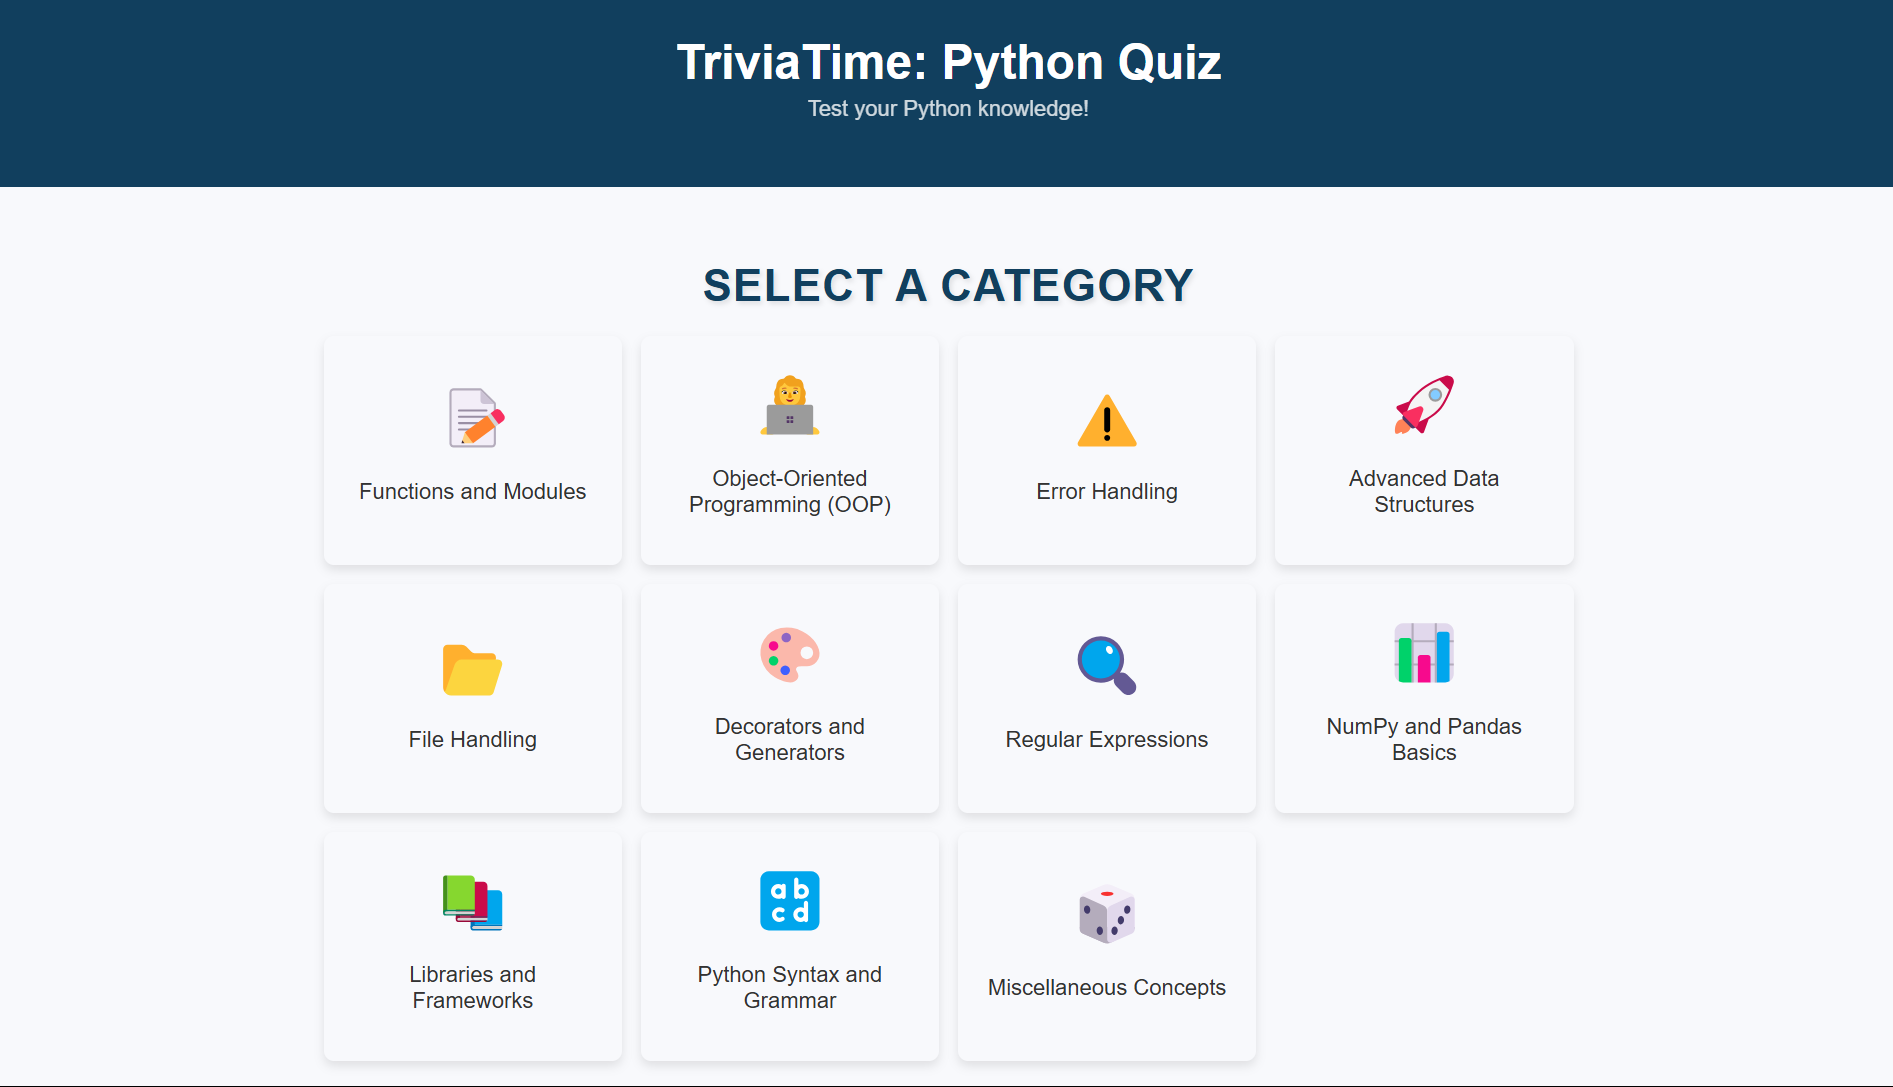 TriviaTime: Python Quiz
Test your Python knowledge!
SELECT A CATEGORY
Functions and Modules
Object-Oriented
Programming (OOP)
Error Handling
Advanced Data
Structures
File Handling
Decorators and
Generators
Regular Expressions
NumPy and Pandas
Basics
Libraries and
Frameworks
abcd
Python Syntax and
Grammar
Miscellaneous Concepts